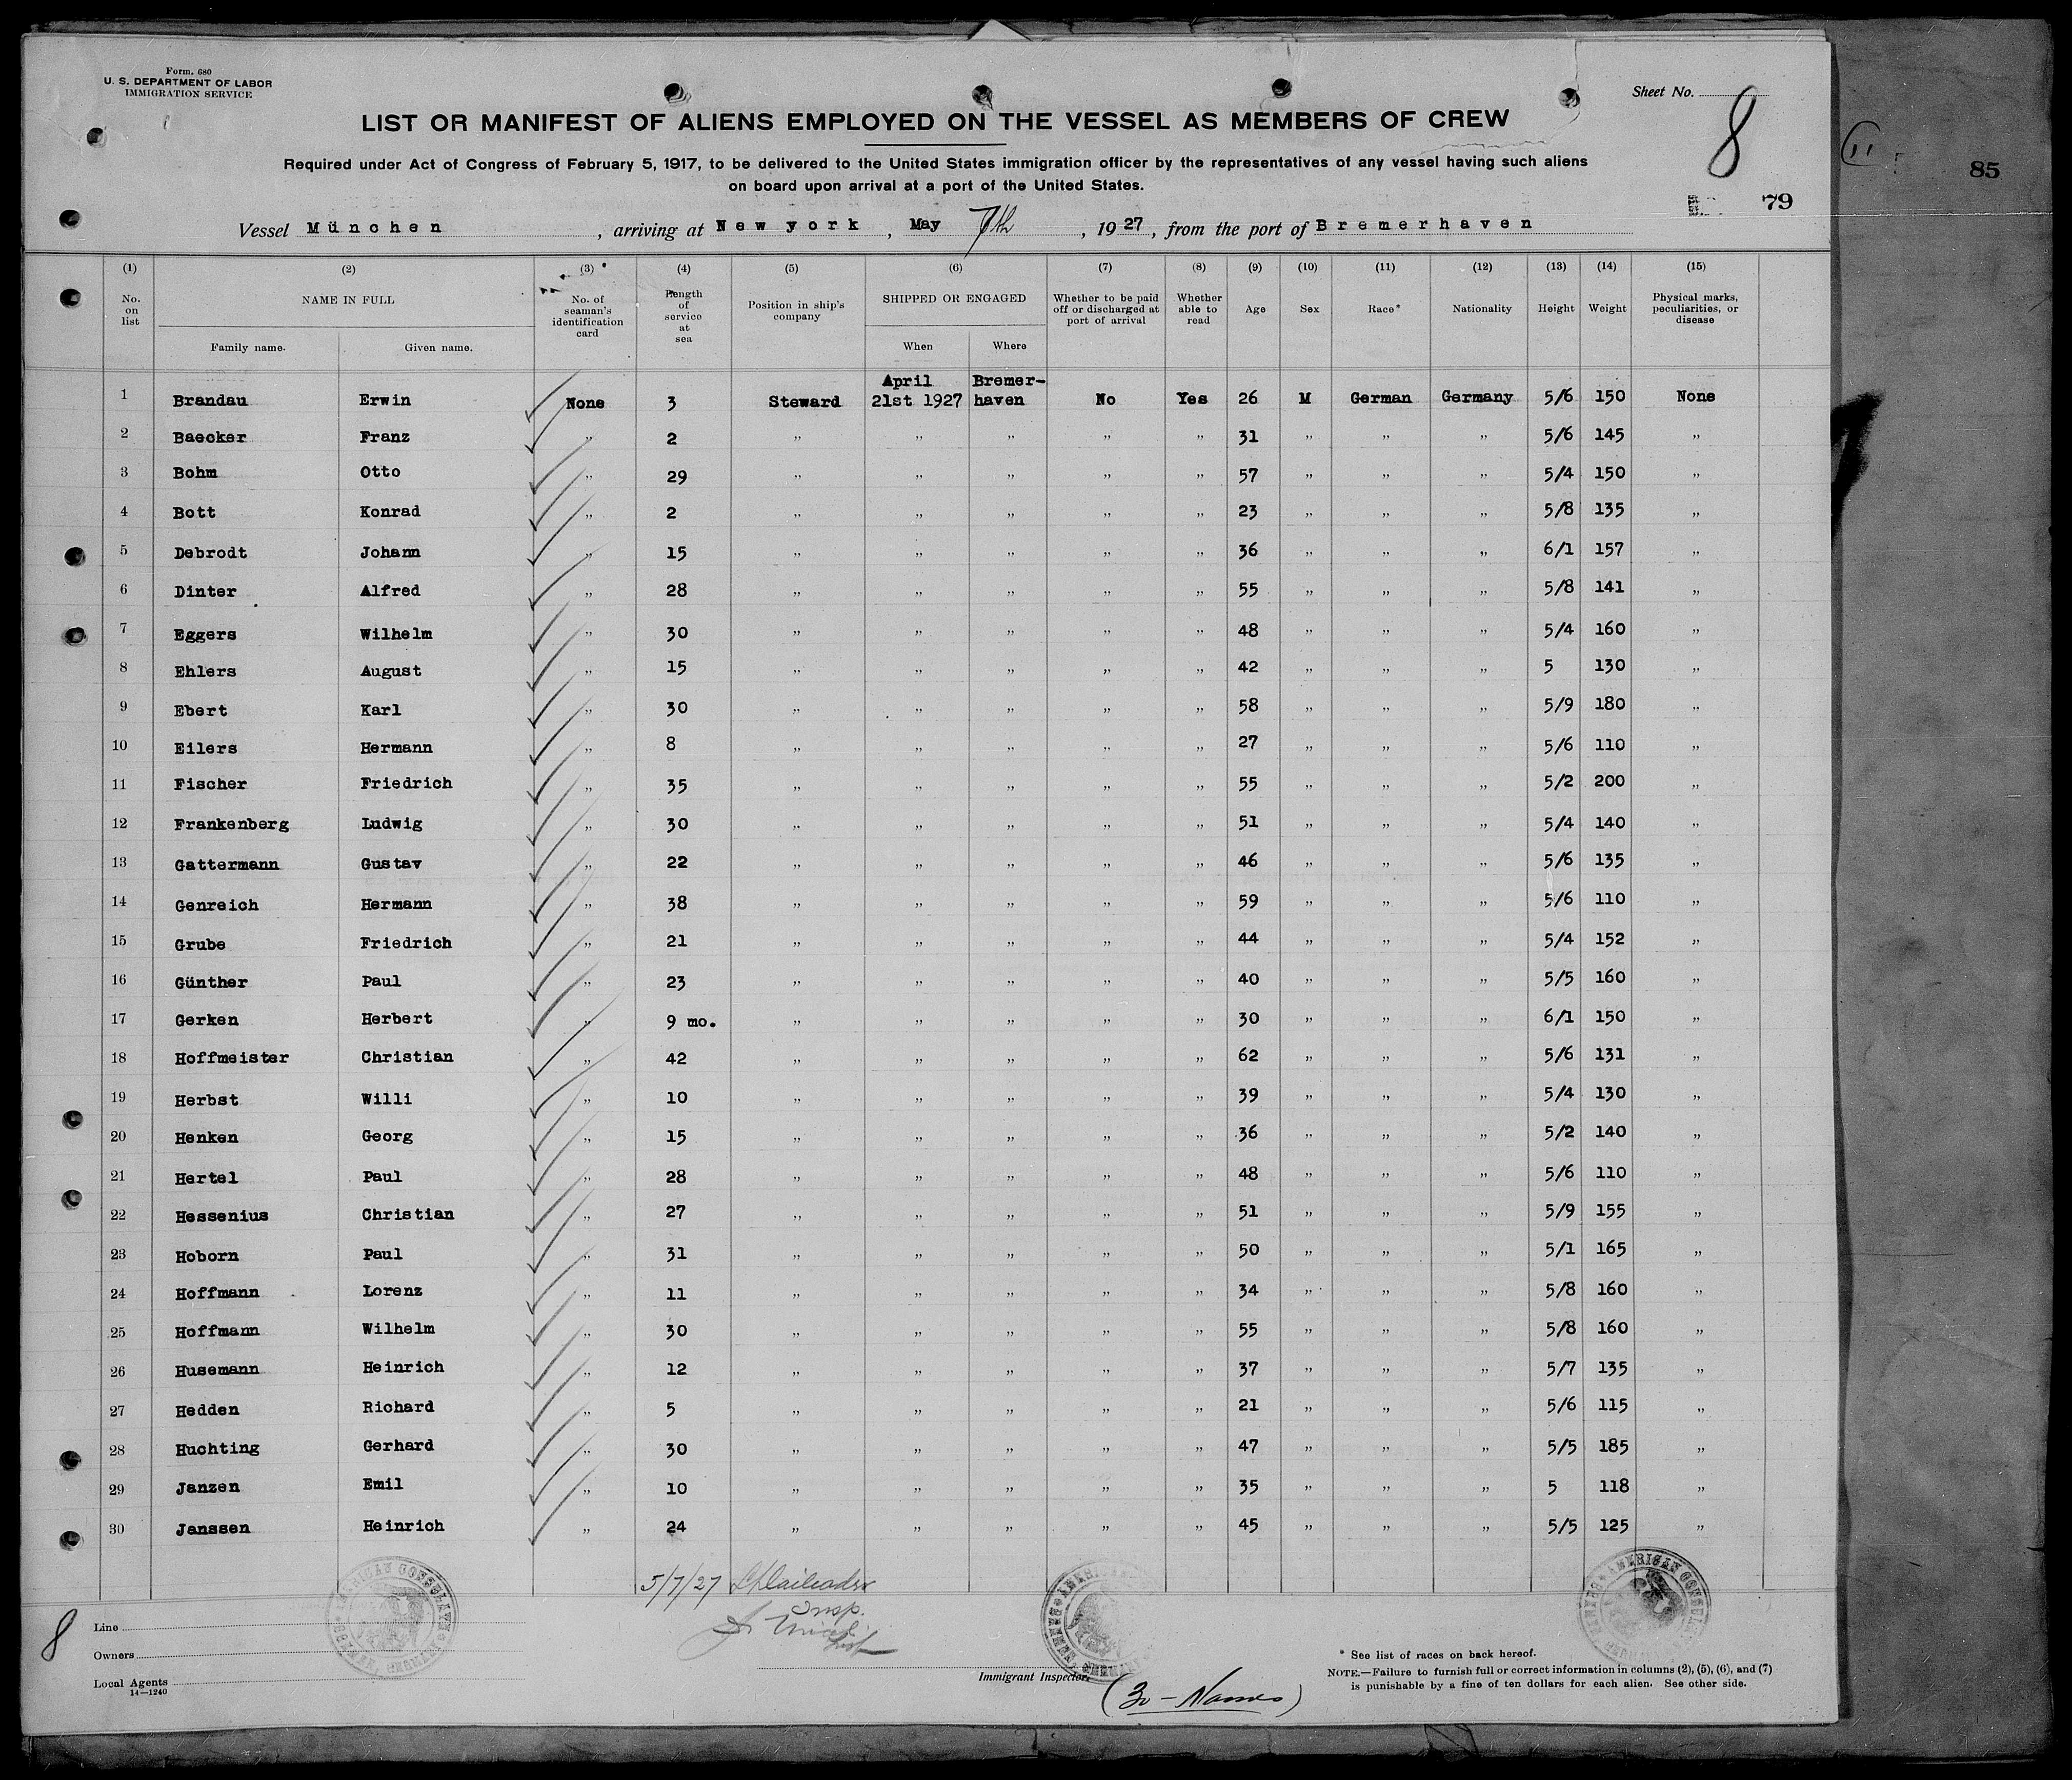 Form. 680
U. S. DEPARTMENT OF LABOR
IMMIGRATION SERVICE
Sheet No.
8
85
79
LIST OR MANIFEST OF ALIENS EMPLOYED ON THE VESSEL AS MEMBERS OF CREW
Required under Act of Congress of February 5, 1917, to be delivered to the United States immigration officer by the representatives of any vessel having such aliens
on board upon arrival at a port of the United States.
Vessel München, arriving at New york, May 7th, 1927, from the port of Bremerhaven
(1) (2) (3) (4) (5) (6) (7) (8) (9) (10) (11) (12) (13) (14) (15)
No. on list NAME IN FULL No. of seaman's identification card Length of service at sea Position in ship's company SHIPPED OR ENGAGED Whether to be paid off or discharged at port of arrival Whether able to read Age Sex Race* Nationality Height Weight Physical marks, peculiarities, or disease
Family name. Given name. When Where
1 Brandau Erwin None 3 Steward April 21st 1927 Bremer-haven No Yes 26 M German Germany 5/6 150 None
2 Baecker Franz „ 2 „ „ „ „ „ 31 „ „ „ 5/6 145 „
3 Bohm Otto „ 29 „ „ „ „ „ 57 „ „ „ 5/4 150 „
4 Bott Konrad „ 2 „ „ „ „ „ 23 „ „ „ 5/8 135 „
5 Debrodt Johann „ 15 „ „ „ „ „ 36 „ „ „ 6/1 157 „
6 Dinter Alfred „ 28 „ „ „ „ „ 55 „ „ „ 5/8 141 „
7 Eggers Wilhelm „ 30 „ „ „ „ „ 48 „ „ „ 5/4 160 „
8 Ehlers August „ 15 „ „ „ „ „ 42 „ „ „ 5 130 „
9 Ebert Karl „ 30 „ „ „ „ „ 58 „ „ „ 5/9 180 „
10 Eilers Hermann „ 8 „ „ „ „ „ 27 „ „ „ 5/6 110 „
11 Fischer Friedrich „ 35 „ „ „ „ „ 55 „ „ „ 5/2 200 „
12 Frankenberg Ludwig „ 30 „ „ „ „ „ 51 „ „ „ 5/4 140 „
13 Gattermann Gustav „ 22 „ „ „ „ „ 46 „ „ „ 5/6 135 „
14 Genreich Hermann „ 38 „ „ „ „ „ 59 „ „ „ 5/6 110 „
15 Grube Friedrich „ 21 „ „ „ „ „ 44 „ „ „ 5/4 152 „
16 Günther Paul „ 23 „ „ „ „ „ 40 „ „ „ 5/5 160 „
17 Gerken Herbert „ 9 mo. „ „ „ „ „ 30 „ „ „ 6/1 150 „
18 Hoffmeister Christian „ 42 „ „ „ „ „ 62 „ „ „ 5/6 131 „
19 Herbst Willi „ 10 „ „ „ „ „ 39 „ „ „ 5/4 130 „
20 Henken Georg „ 15 „ „ „ „ „ 36 „ „ „ 5/2 140 „
21 Hertel Paul „ 28 „ „ „ „ „ 48 „ „ „ 5/6 110 „
22 Hessenius Christian „ 27 „ „ „ „ „ 51 „ „ „ 5/9 155 „
23 Hoborn Paul „ 31 „ „ „ „ „ 50 „ „ „ 5/1 165 „
24 Hoffmann Lorenz „ 11 „ „ „ „ „ 34 „ „ „ 5/8 160 „
25 Hoffmann Wilhelm „ 30 „ „ „ „ „ 55 „ „ „ 5/8 160 „
26 Husemann Heinrich „ 12 „ „ „ „ „ 37 „ „ „ 5/7 135 „
27 Hedden Richard „ 5 „ „ „ „ „ 21 „ „ „ 5/6 115 „
28 Huchting Gerhard „ 30 „ „ „ „ „ 47 „ „ „ 5/5 185 „
29 Janzen Emil „ 10 „ „ „ „ „ 35 „ „ „ 5 118 „
30 Janssen Heinrich „ 24 „ „ „ „ „ 45 „ „ „ 5/5 125 „
5/7/27
Insp.
8
Line
Owners
Local Agents
14—1240
Immigrant Inspector.
(30 – Names)
* See list of races on back hereof.
NOTE.—Failure to furnish full or correct information in columns (2), (5), (6), and (7)
is punishable by a fine of ten dollars for each alien. See other side.